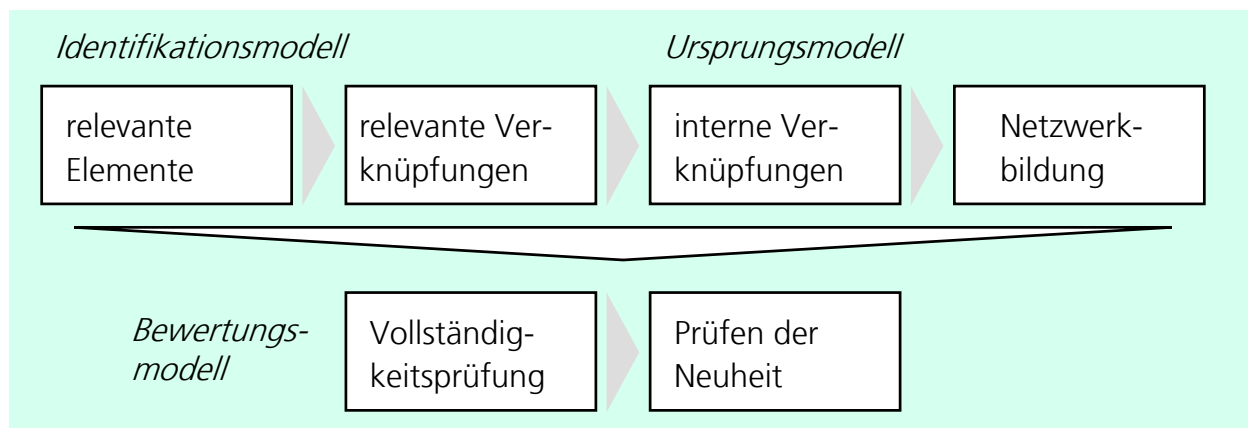 Identifikationsmodell
Ursprungsmodell
relevante
Elemente
relevante Ver-
knüpfungen
interne Ver-
knüpfungen
Netzwerk-
bildung
Bewertungs-
modell
Vollständig-
keitsprüfung
Prüfen der
Neuheit